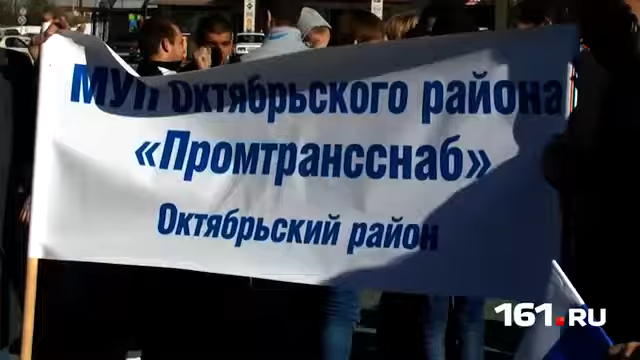 МУП Октябрьского района
«Промтрансснаб»
Октябрьский район
161.RU